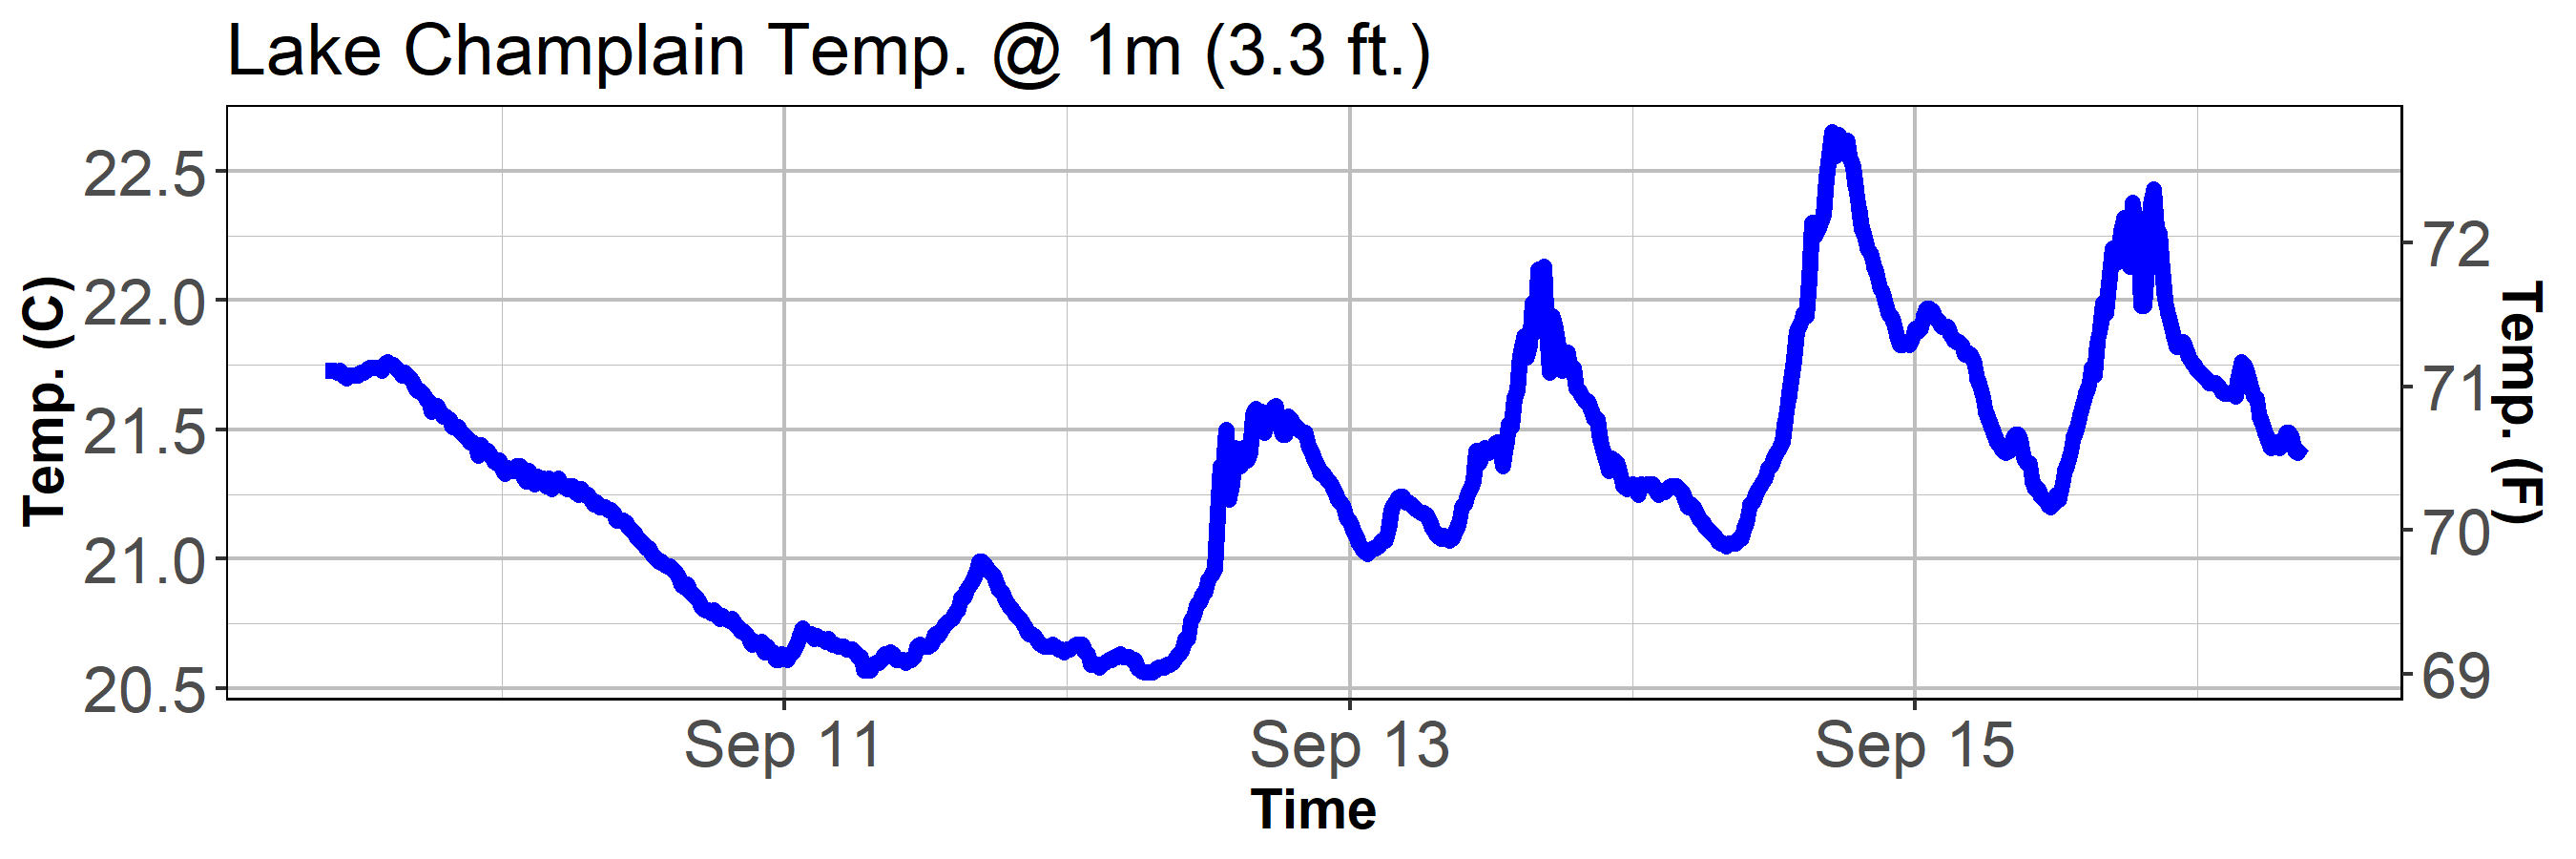 Lake Champlain Temp. @ 1m (3.3 ft.)
Temp. (C)
22.5
22.0
21.5
21.0
20.5
72
71
70
69
Temp. (F)
Sep 11
Sep 13
Sep 15
Time